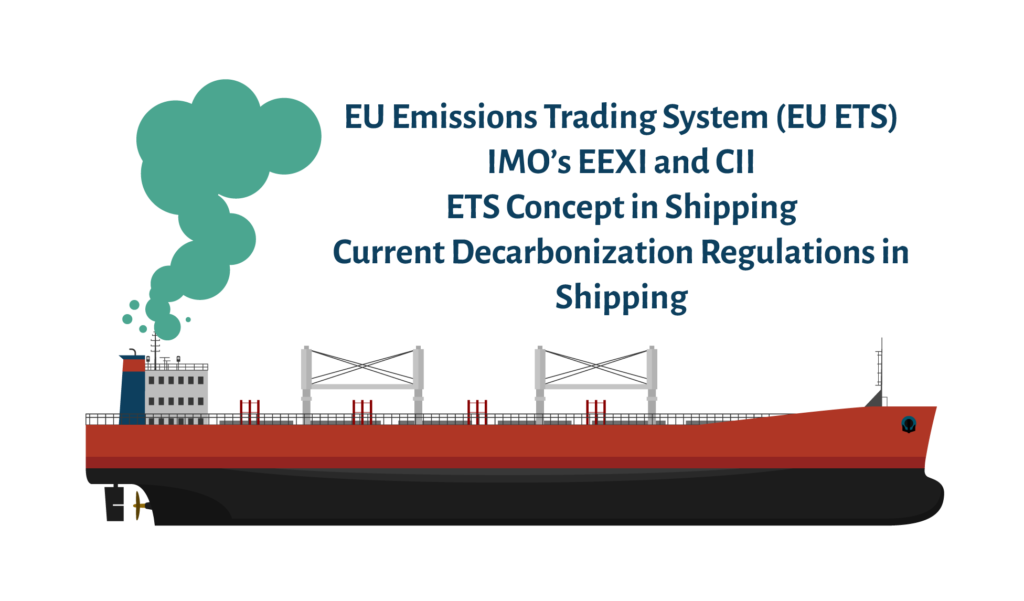 EU Emissions Trading System (EU ETS)
IMO’s EEXI and CII
ETS Concept in Shipping
Current Decarbonization Regulations in
Shipping